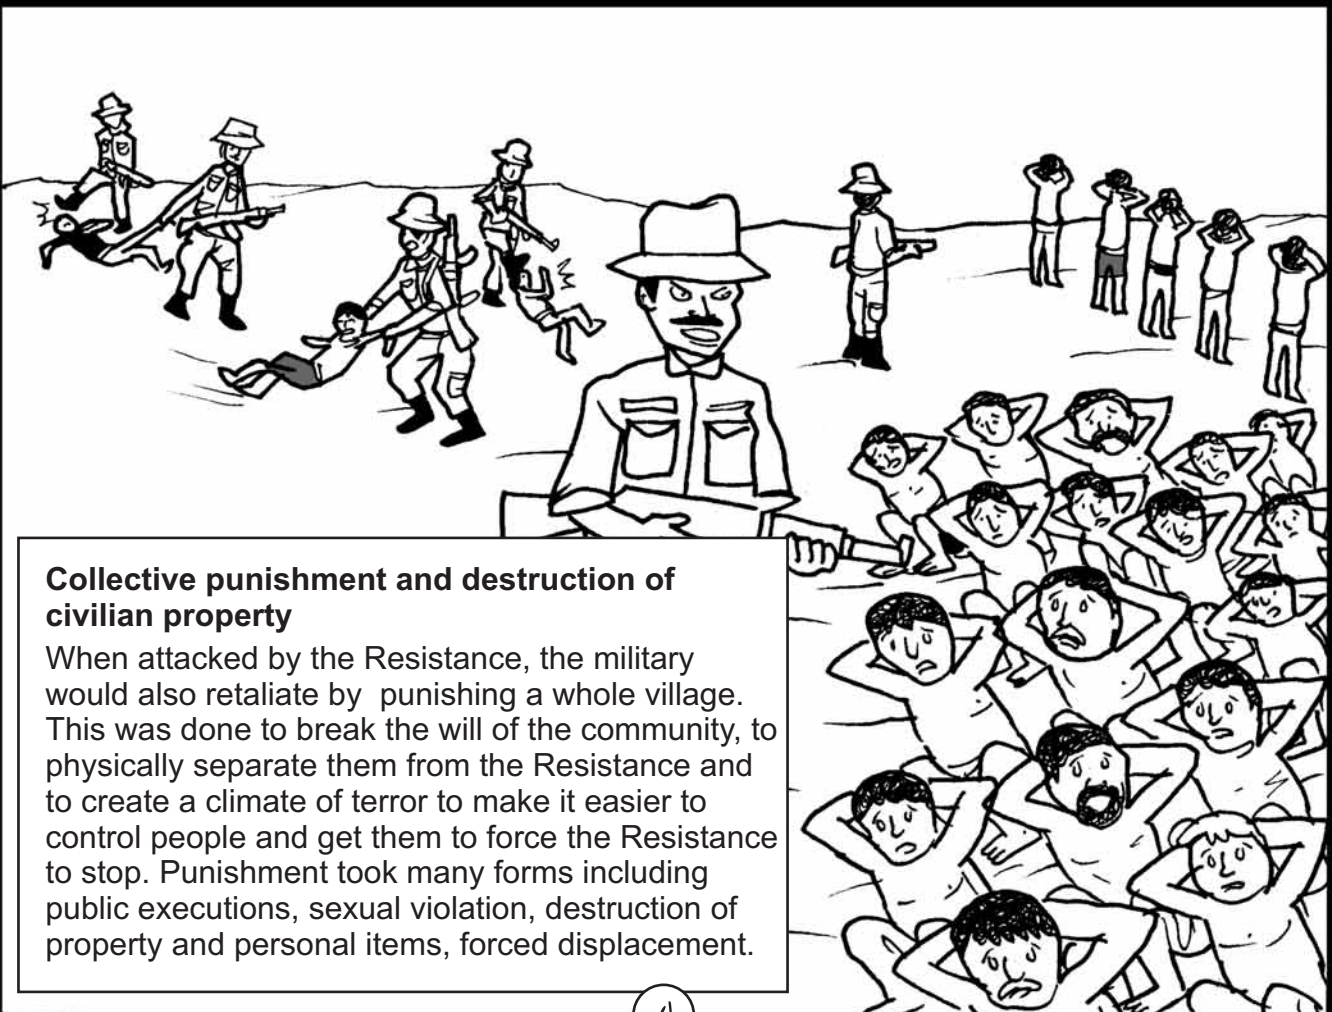 Collective punishment and destruction of
civilian property
When attacked by the Resistance, the military
would also retaliate by  punishing a whole village.
This was done to break the will of the community, to
physically separate them from the Resistance and
to create a climate of terror to make it easier to
control people and get them to force the Resistance
to stop. Punishment took many forms including
public executions, sexual violation, destruction of
property and personal items, forced displacement.